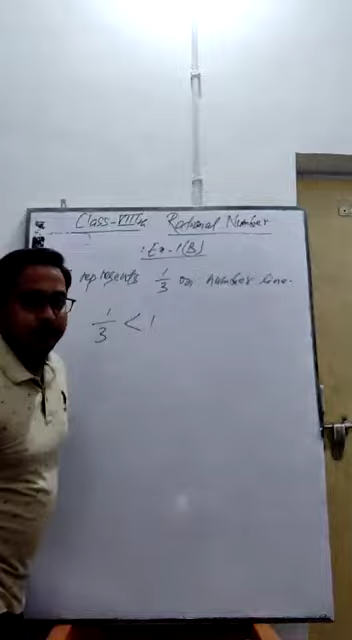 Class-VIIIth Rational Number
: Ex-1(B)
represents 1/3 on number line.
1/3 < 1